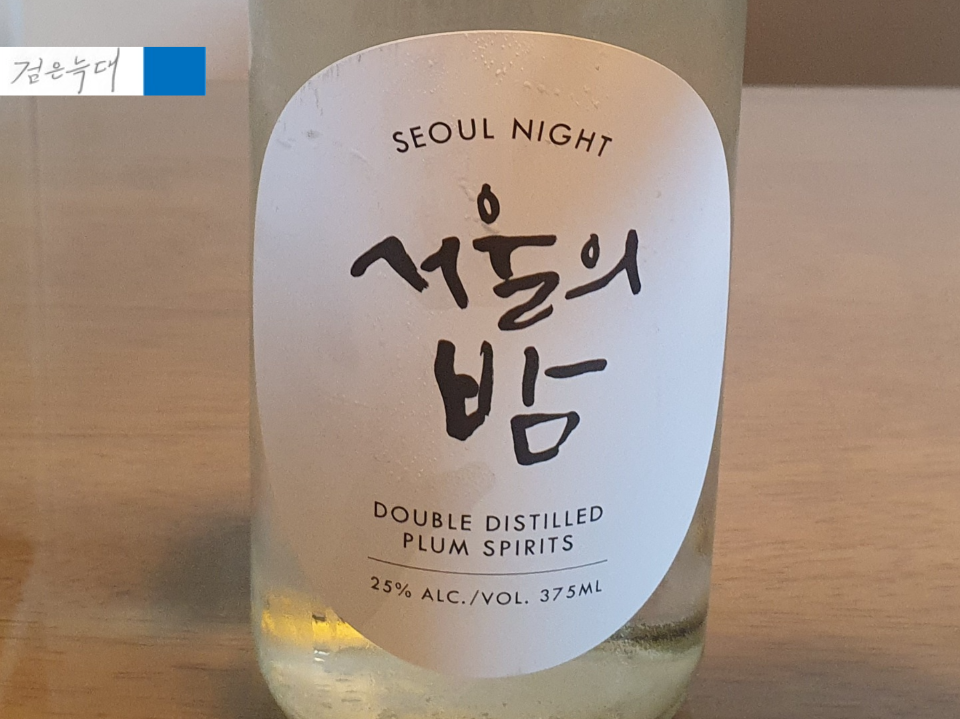 검은늑대
SEOUL NIGHT
서울의
밤
DOUBLE DISTILLED
PLUM SPIRITS
25% ALC./VOL. 375ML